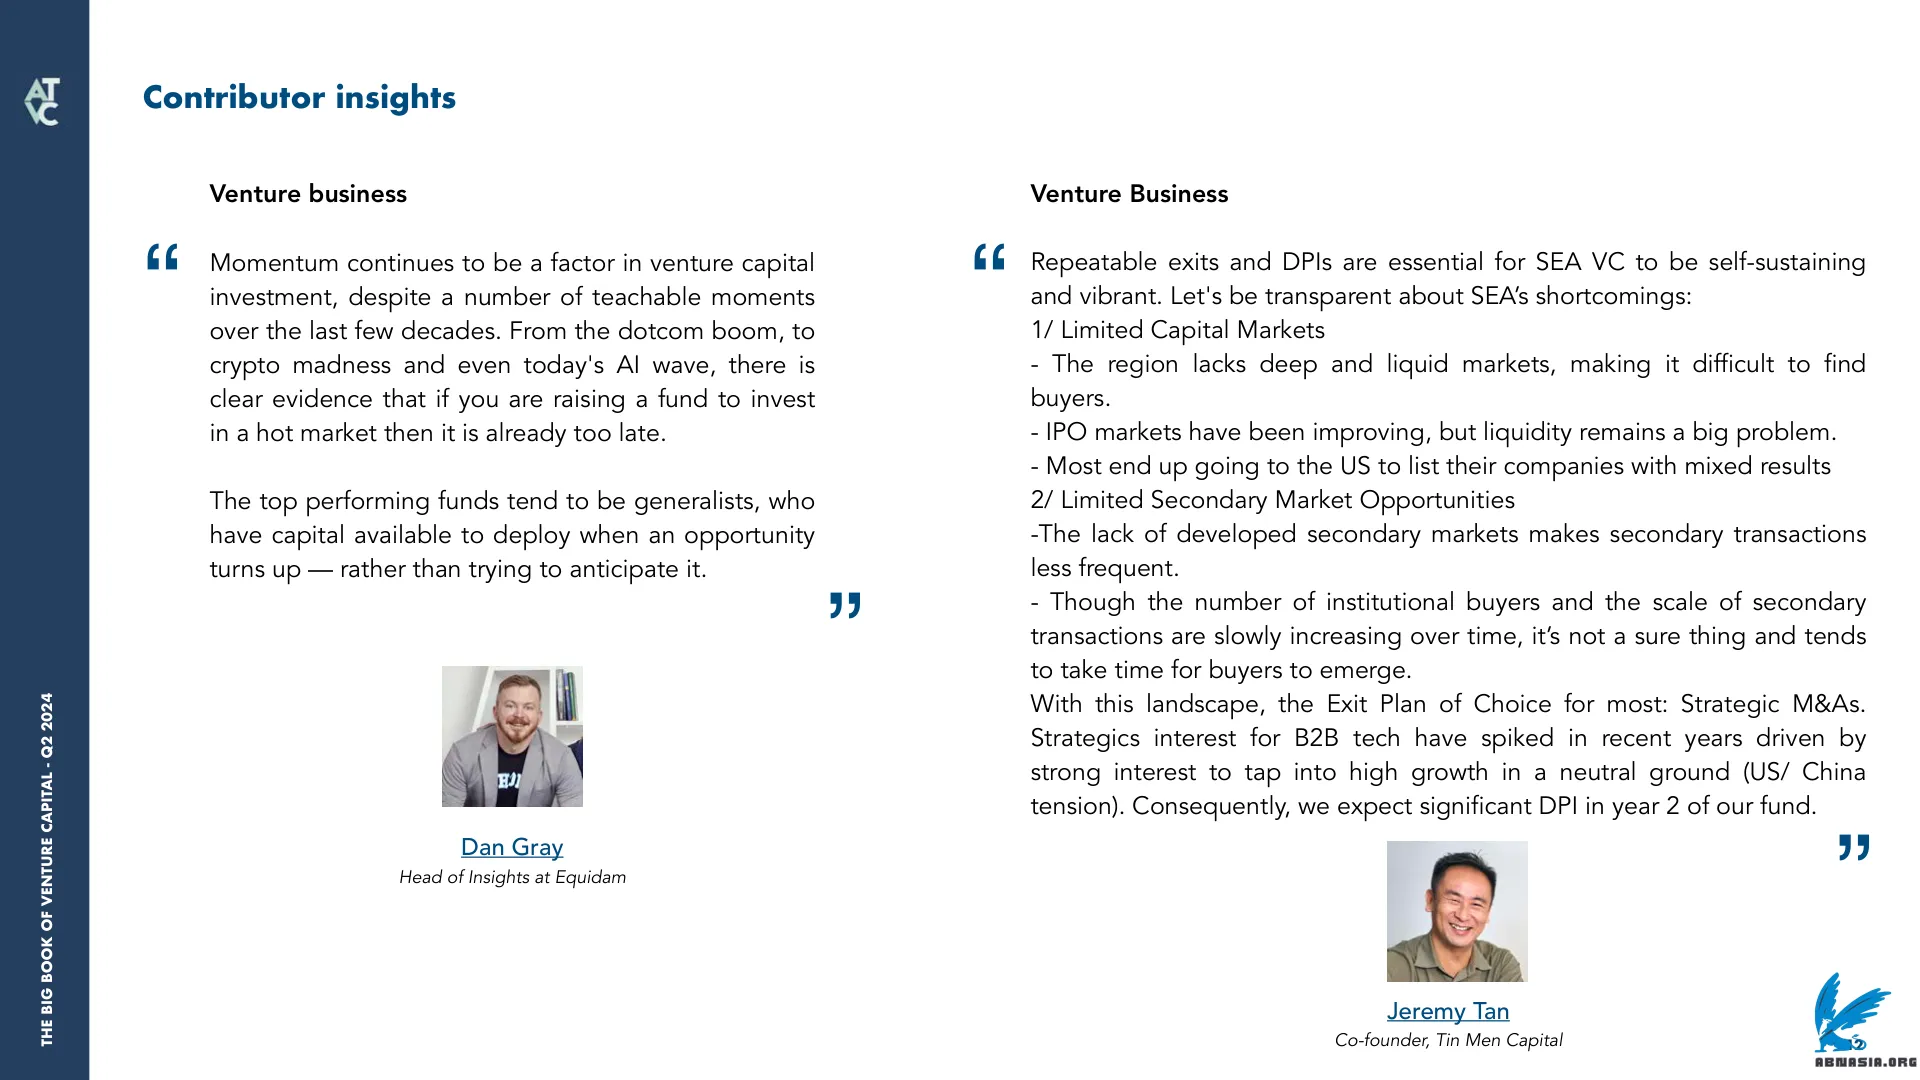 AT
VC
Contributor insights
Venture business
“
Momentum continues to be a factor in venture capital
investment, despite a number of teachable moments
over the last few decades. From the dotcom boom, to
crypto madness and even today's AI wave, there is
clear evidence that if you are raising a fund to invest
in a hot market then it is already too late.
The top performing funds tend to be generalists, who
have capital available to deploy when an opportunity
turns up — rather than trying to anticipate it.
”
Dan Gray
Head of Insights at Equidam
Venture Business
“
Repeatable exits and DPIs are essential for SEA VC to be self-sustaining
and vibrant. Let's be transparent about SEA’s shortcomings:
1/ Limited Capital Markets
- The region lacks deep and liquid markets, making it difficult to find
buyers.
- IPO markets have been improving, but liquidity remains a big problem.
- Most end up going to the US to list their companies with mixed results
2/ Limited Secondary Market Opportunities
-The lack of developed secondary markets makes secondary transactions
less frequent.
- Though the number of institutional buyers and the scale of secondary
transactions are slowly increasing over time, it’s not a sure thing and tends
to take time for buyers to emerge.
With this landscape, the Exit Plan of Choice for most: Strategic M&As.
Strategics interest for B2B tech have spiked in recent years driven by
strong interest to tap into high growth in a neutral ground (US/ China
tension). Consequently, we expect significant DPI in year 2 of our fund.
”
Jeremy Tan
Co-founder, Tin Men Capital
THE BIG BOOK OF VENTURE CAPITAL - Q2 2024
ABNASIA.ORG